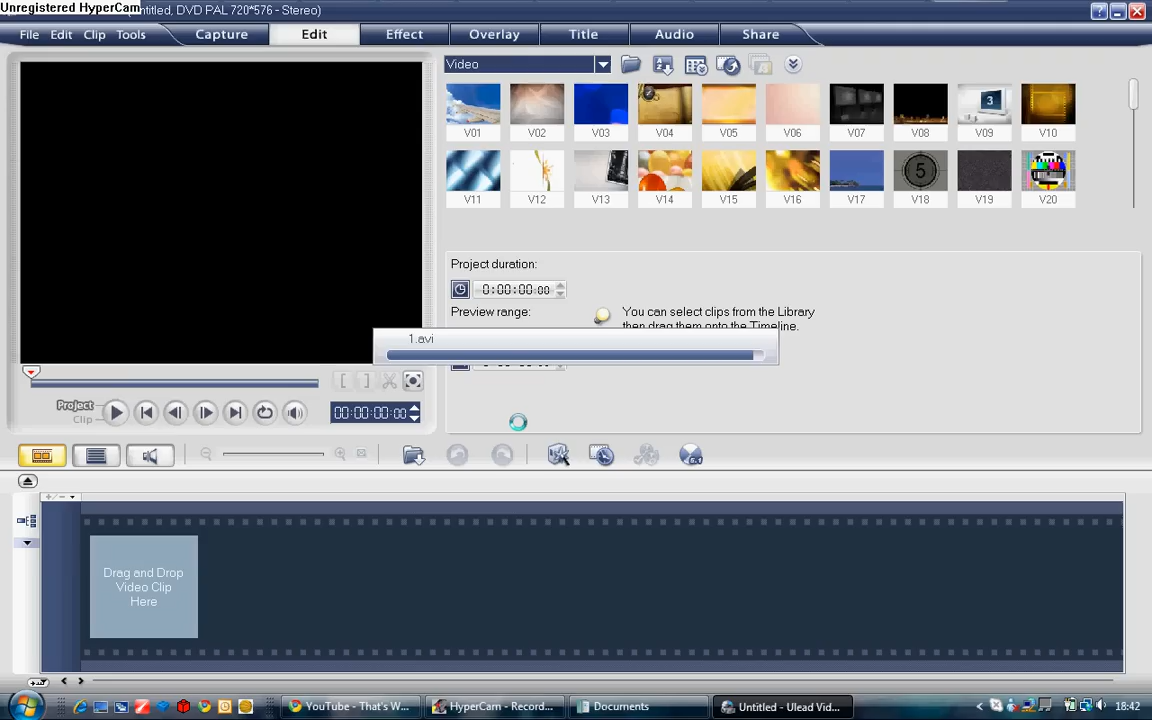 Unregistered HyperCam
Untitled, DVD PAL 720*576 - Stereo)
File Edit Clip Tools Capture Edit Effect Overlay Title Audio Share
Video
V01 V02 V03 V04 V05 V06 V07 V08 V09 V10
3
5
V11 V12 V13 V14 V15 V16 V17 V18 V19 V20
Project duration:
0:00:00:00
Preview range:
You can select clips from the Library
then drag them onto the Timeline.
1.avi
Project
Clip
00:00:00:00
Drag and Drop
Video Clip
Here
YouTube - That's W...
HyperCam - Record...
Documents
Untitled - Ulead Vid...
18:42